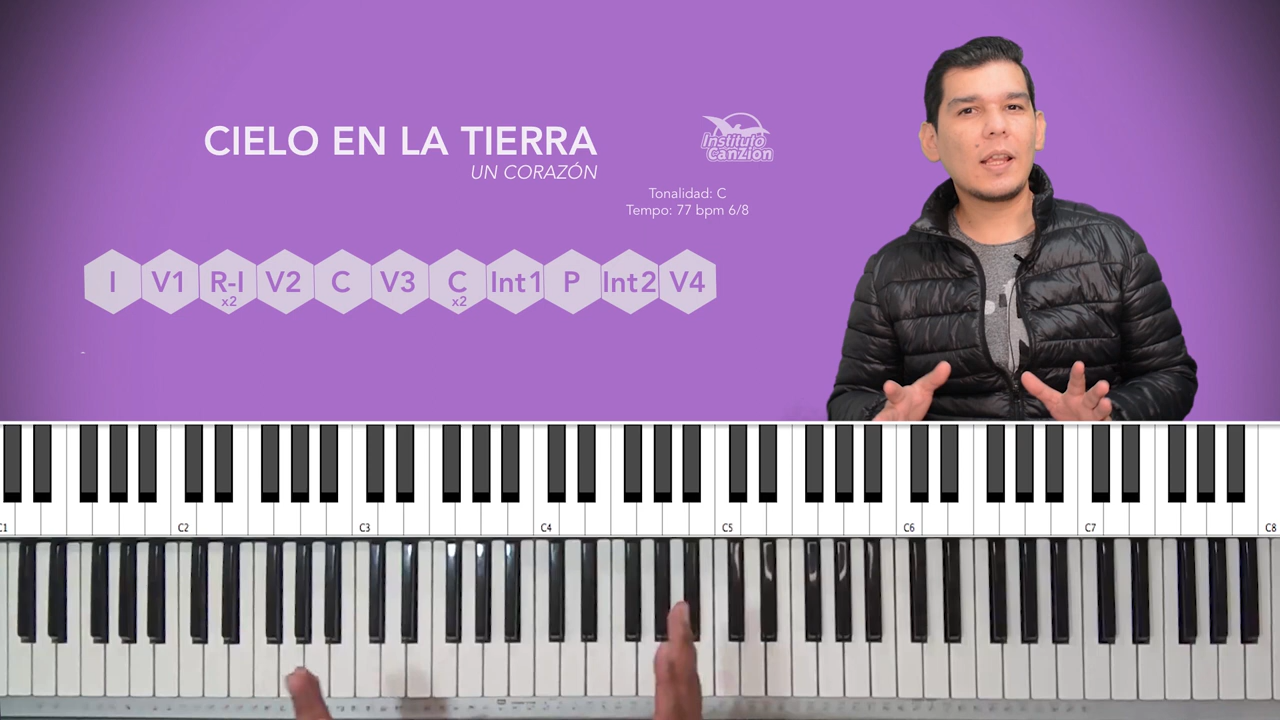 CIELO EN LA TIERRA
UN CORAZÓN
Instituto
CanZion
Tonalidad: C
Tempo: 77 bpm 6/8
I V1 R-I V2 C V3 C Int1 P Int2 V4
x2 x2
-
C1 C2 C3 C4 C5 C6 C7 C8